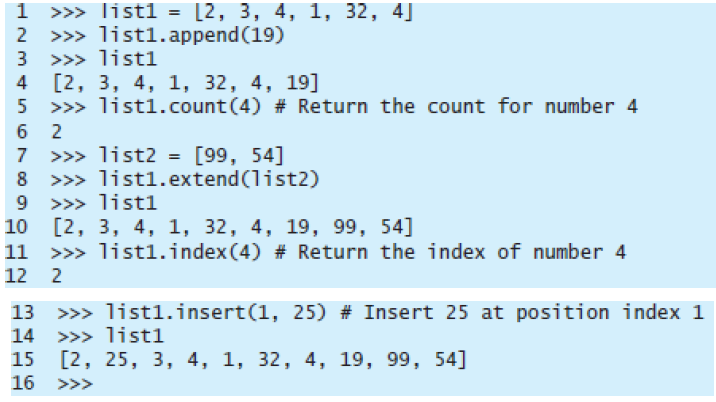 1 >>> list1 = [2, 3, 4, 1, 32, 4]
2 >>> list1.append(19)
3 >>> list1
4 [2, 3, 4, 1, 32, 4, 19]
5 >>> list1.count(4) # Return the count for number 4
6 2
7 >>> list2 = [99, 54]
8 >>> list1.extend(list2)
9 >>> list1
10 [2, 3, 4, 1, 32, 4, 19, 99, 54]
11 >>> list1.index(4) # Return the index of number 4
12 2
13 >>> list1.insert(1, 25) # Insert 25 at position index 1
14 >>> list1
15 [2, 25, 3, 4, 1, 32, 4, 19, 99, 54]
16 >>>